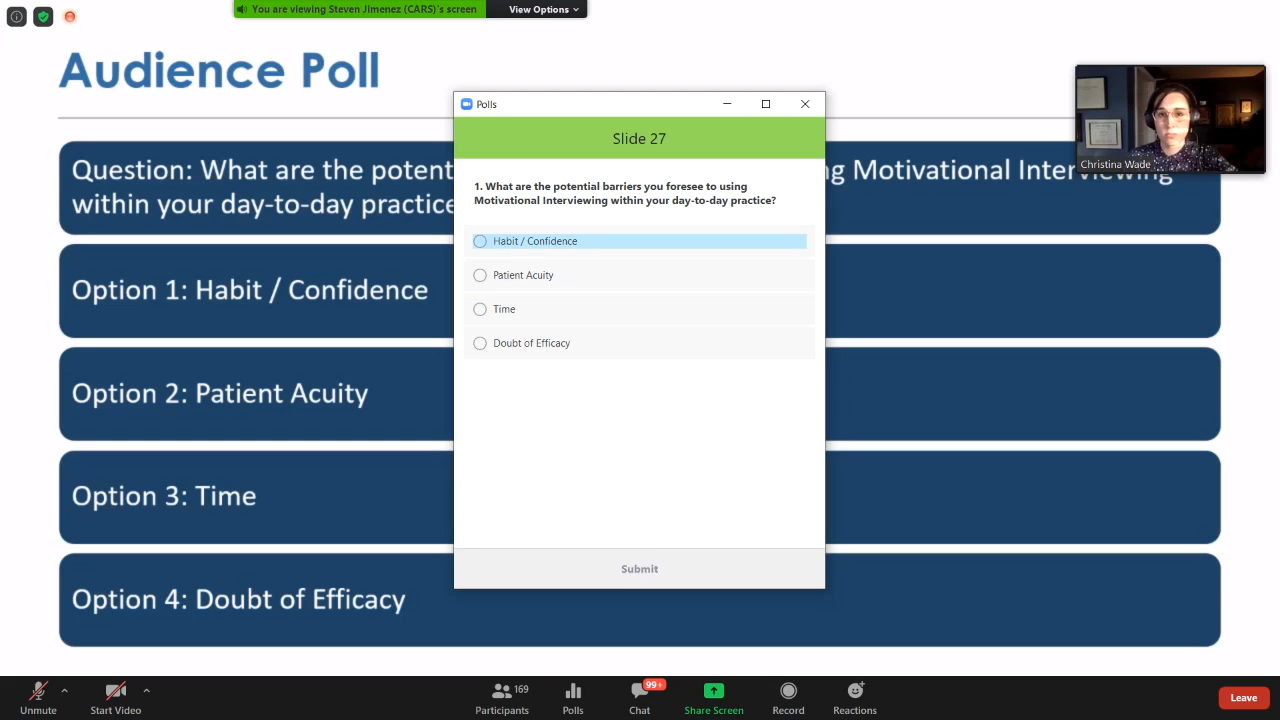 You are viewing Steven Jimenez (CARS)'s screen
View Options
Audience Poll
Question: What are the potent
ng Motivational Interviewing
within your day-to-day practice
Option 1: Habit / Confidence
Option 2: Patient Acuity
Option 3: Time
Option 4: Doubt of Efficacy
Christina Wade
Polls
Slide 27
1. What are the potential barriers you foresee to using
Motivational Interviewing within your day-to-day practice?
Habit / Confidence
Patient Acuity
Time
Doubt of Efficacy
Submit
Unmute
Start Video
169
Participants
Polls
99+
Chat
Share Screen
Record
Reactions
Leave